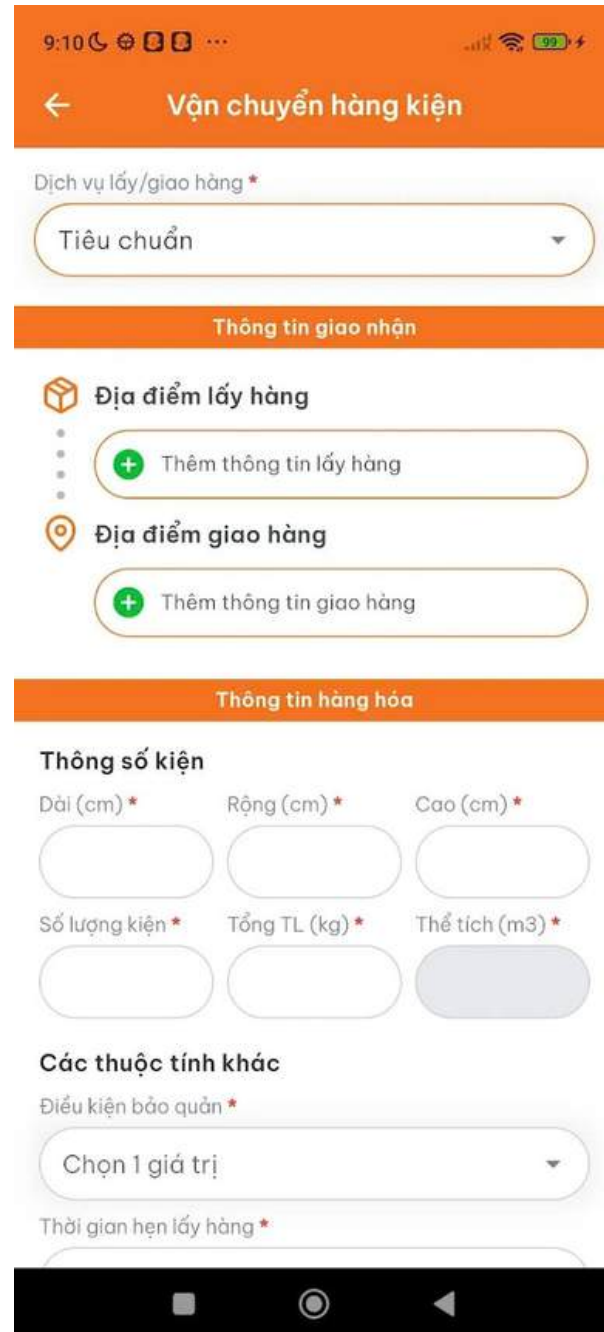 9:10
99
Vận chuyển hàng kiện
Dịch vụ lấy/giao hàng *
Tiêu chuẩn
Thông tin giao nhận
Địa điểm lấy hàng
Thêm thông tin lấy hàng
Địa điểm giao hàng
Thêm thông tin giao hàng
Thông tin hàng hóa
Thông số kiện
Dài (cm) * Rộng (cm) * Cao (cm) *
Số lượng kiện * Tổng TL (kg) * Thể tích (m3) *
Các thuộc tính khác
Điều kiện bảo quản *
Chọn 1 giá trị
Thời gian hẹn lấy hàng *